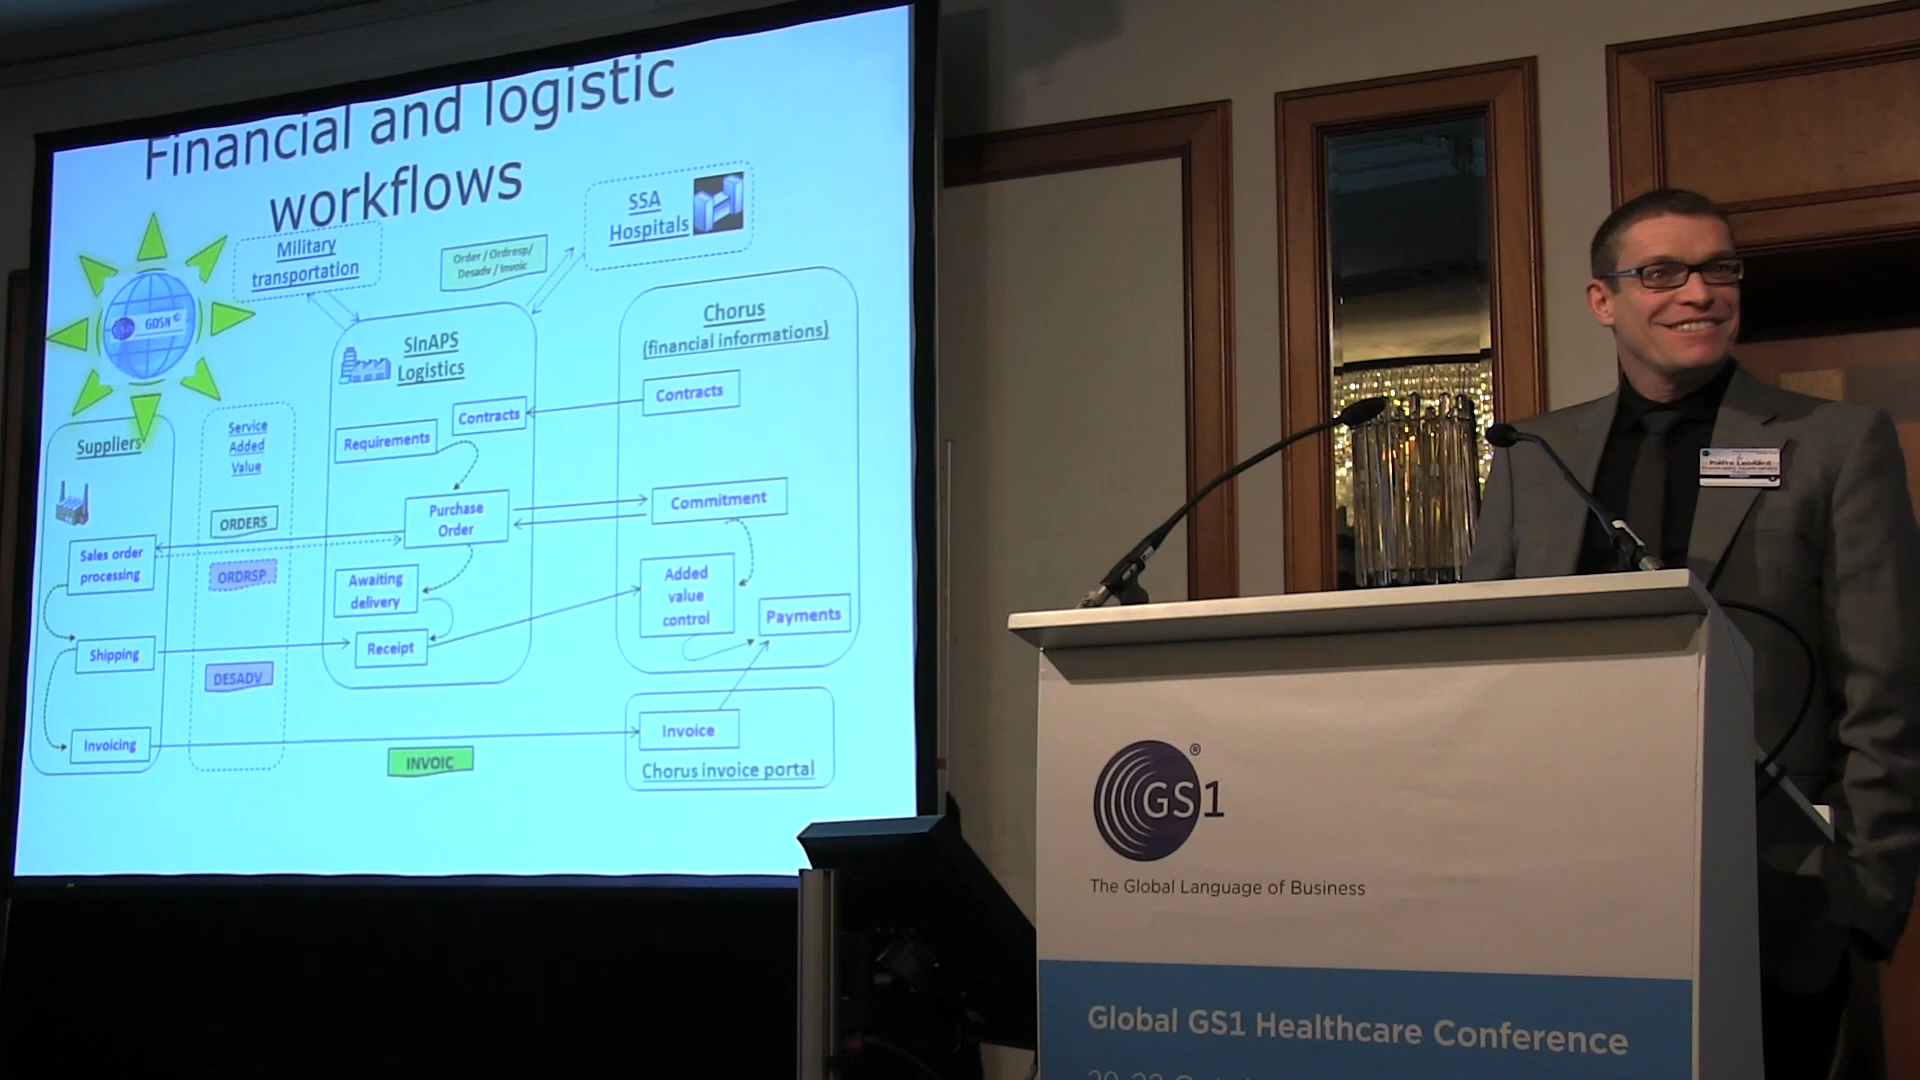 Financial and logistic
workflows
Military
transportation
Order / Ordresp/
Desadv / Invoic
SSA
Hospitals
GDSN
Suppliers
Service
Added
Value
SInAPS
Logistics
Chorus
(financial informations)
Contracts
Contracts
Requirements
ORDERS
Purchase
Order
Commitment
Sales order
processing
ORDRSP
Awaiting
delivery
Added
value
control
Payments
Shipping
Receipt
DESADV
Invoicing
INVOIC
Invoice
Chorus invoice portal
Pierre Leonard
GS1
®
The Global Language of Business
Global GS1 Healthcare Conference